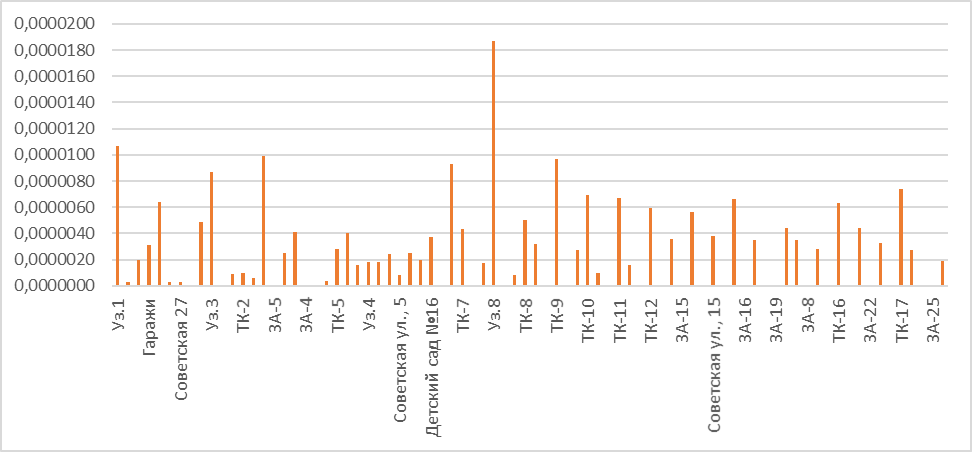 0,0000200
0,0000180
0,0000160
0,0000140
0,0000120
0,0000100
0,0000080
0,0000060
0,0000040
0,0000020
0,0000000
Уз.1
Гаражи
Советская 27
Уз.3
ТК-2
ЗА-5
ЗА-4
ТК-5
Уз.4
Советская ул., 5
Детский сад №16
ТК-7
Уз.8
ТК-8
ТК-9
ТК-10
ТК-11
ТК-12
ЗА-15
Советская ул., 15
ЗА-16
ЗА-19
ЗА-8
ТК-16
ЗА-22
ТК-17
ЗА-25